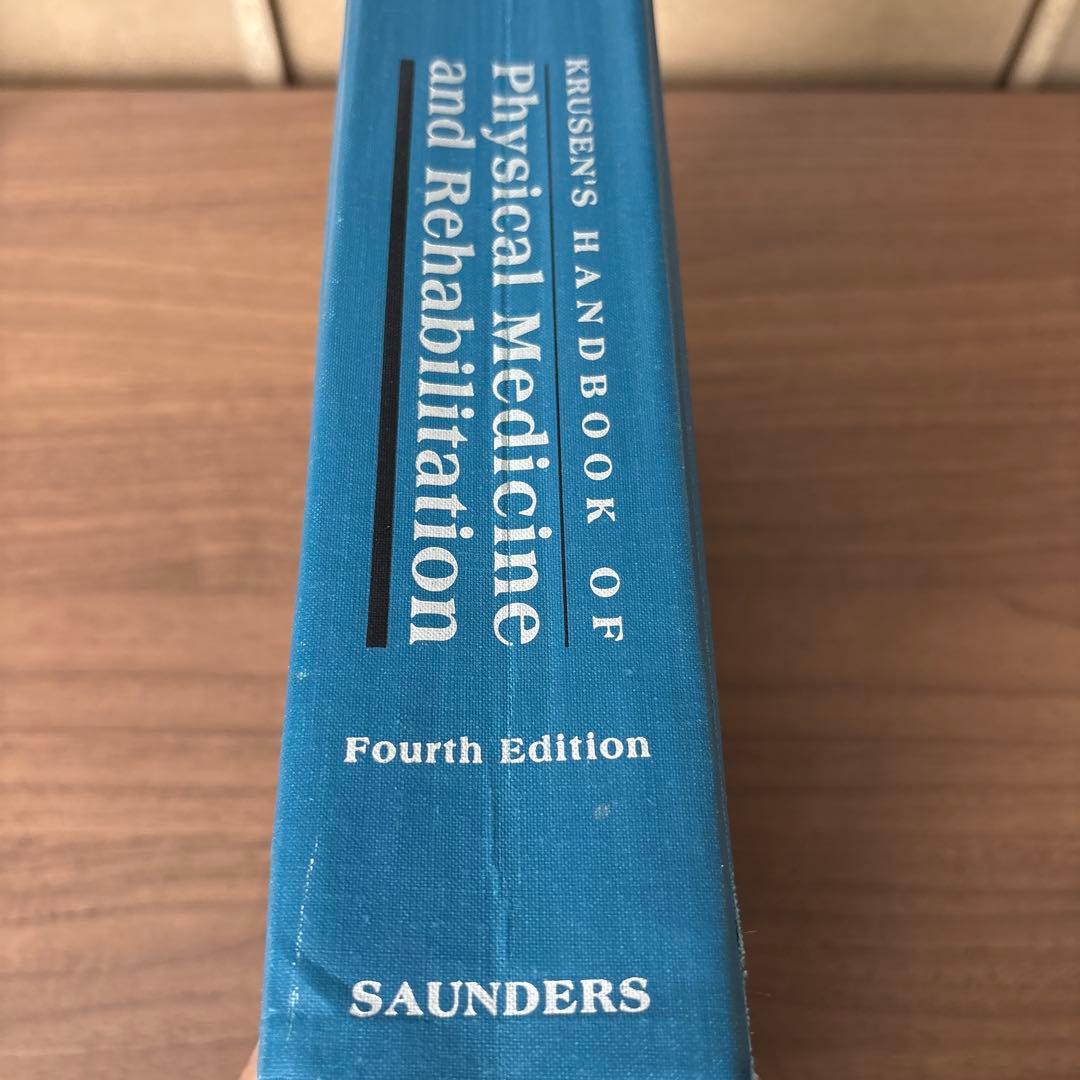 KRUSEN'S HANDBOOK OF
Physical Medicine
and Rehabilitation
Fourth Edition
SAUNDERS